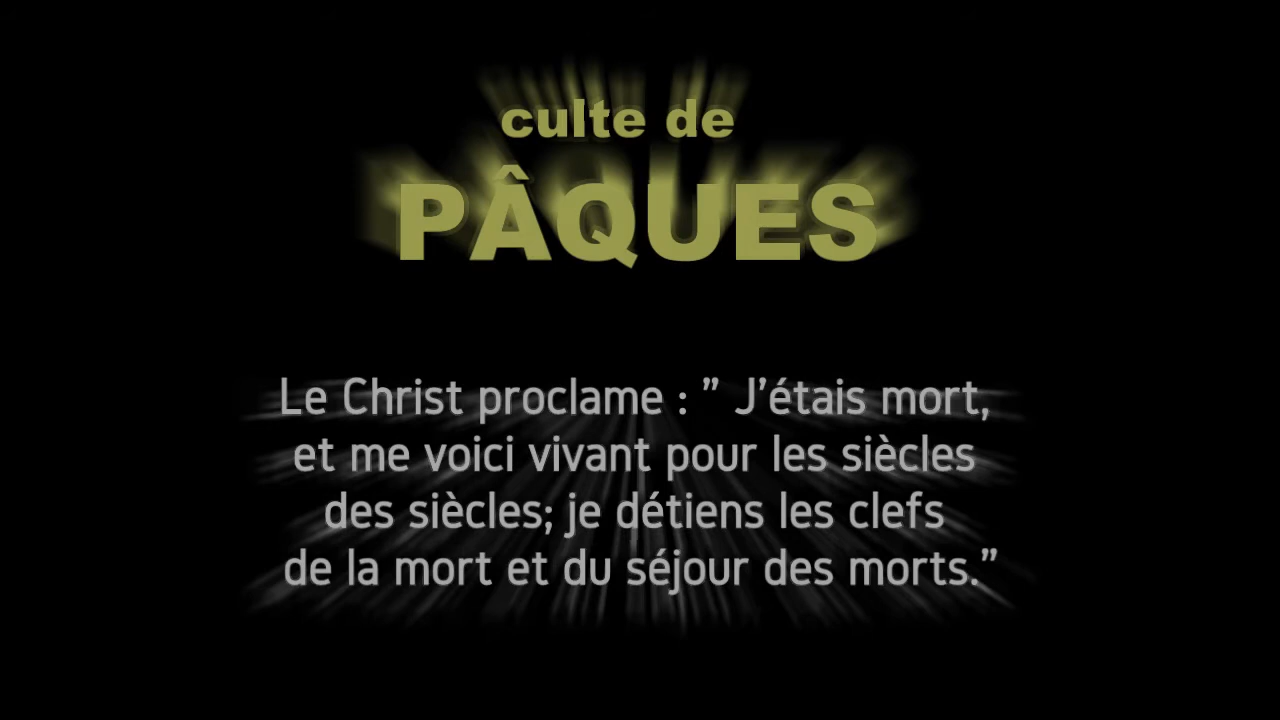 culte de
PÂQUES
Le Christ proclame : ” J’étais mort,
et me voici vivant pour les siècles
des siècles; je détiens les clefs
de la mort et du séjour des morts.”